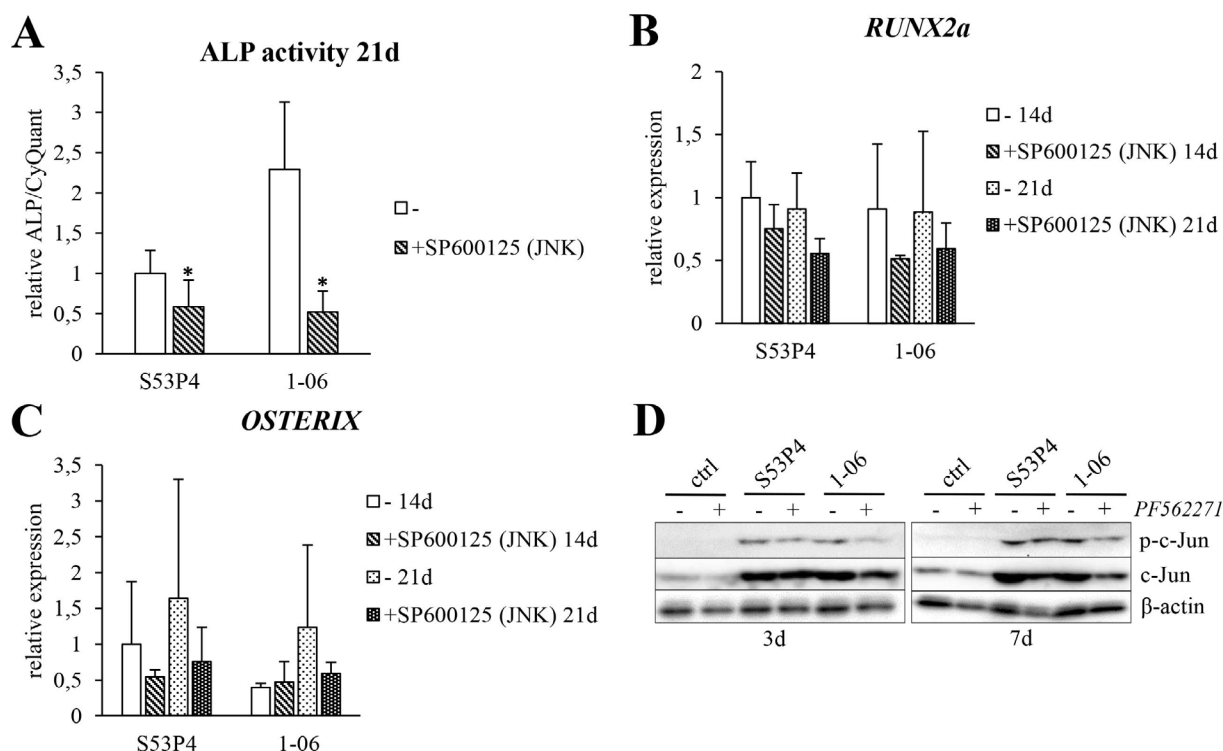 A
ALP activity 21d
relative ALP/CyQuant
3,5
3
2,5
2
1,5
1
0,5
0
*
*
S53P4
1-06
-
+SP600125 (JNK)
B
RUNX2a
relative expression
2
1,5
1
0,5
0
S53P4
1-06
- 14d
+SP600125 (JNK) 14d
- 21d
+SP600125 (JNK) 21d
C
OSTERIX
relative expression
3,5
3
2,5
2
1,5
1
0,5
0
S53P4
1-06
- 14d
+SP600125 (JNK) 14d
- 21d
+SP600125 (JNK) 21d
D
ctrl S53P4 1-06 ctrl S53P4 1-06
- + - + - + - + - + - + PF562271
p-c-Jun
c-Jun
β-actin
3d 7d